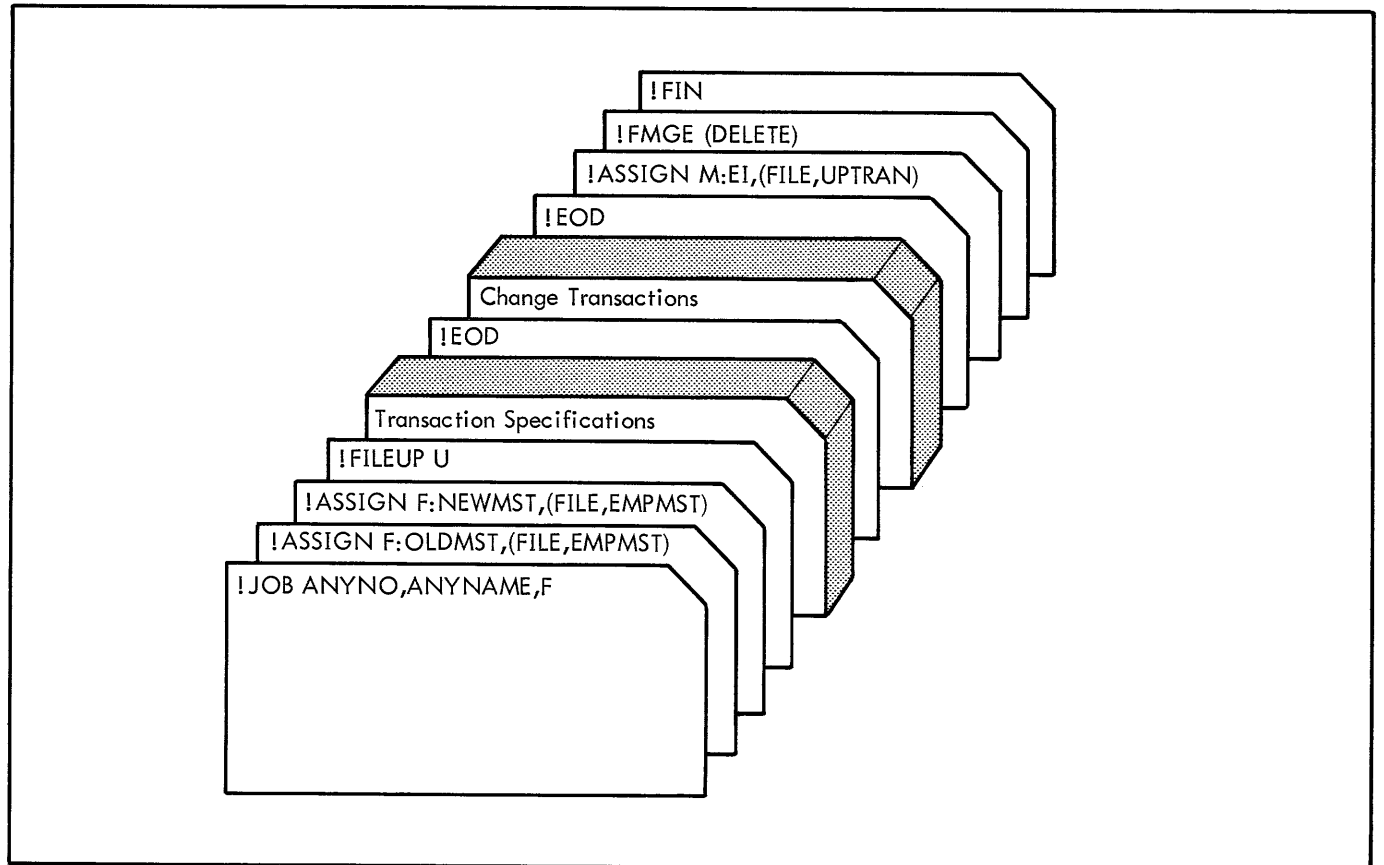 !FIN
!FMGE (DELETE)
!ASSIGN M:EI,(FILE,UPTRAN)
!EOD
Change Transactions
!EOD
Transaction Specifications
!FILEUP U
!ASSIGN F:NEWMST,(FILE,EMPMST)
!ASSIGN F:OLDMST,(FILE,EMPMST)
!JOB ANYNO,ANYNAME,F